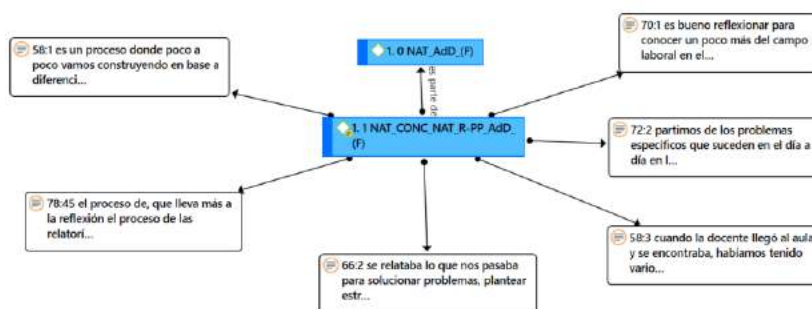 70:1 es bueno reflexionar para
conocer un poco más del campo
laboral en el...
58:1 es un proceso donde poco a
poco vamos construyendo en base a
diferenci...
1. 0 NAT_AdD_(F)
es parte de
1. 1 NAT_CONC_NAT_R-PP_AdD_
(F)
72:2 partimos de los problemas
específicos que suceden en el día a
día en l...
78:45 el proceso de, que lleva más a
la reflexión el proceso de las
relatorí...
58:3 cuando la docente llegó al aula
y se encontraba, habíamos tenido
vario...
66:2 se relataba lo que nos pasaba
para solucionar problemas, plantear
estr...